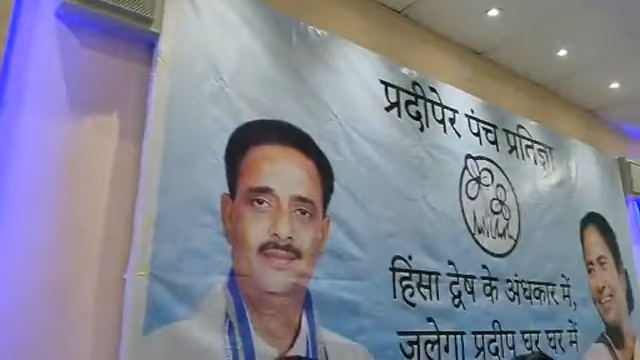 प्रदीपेर पंच प्रतिज्ञा
हिंसा द्वेष के अंधकार में,
जलेगा प्रदीप घर घर में